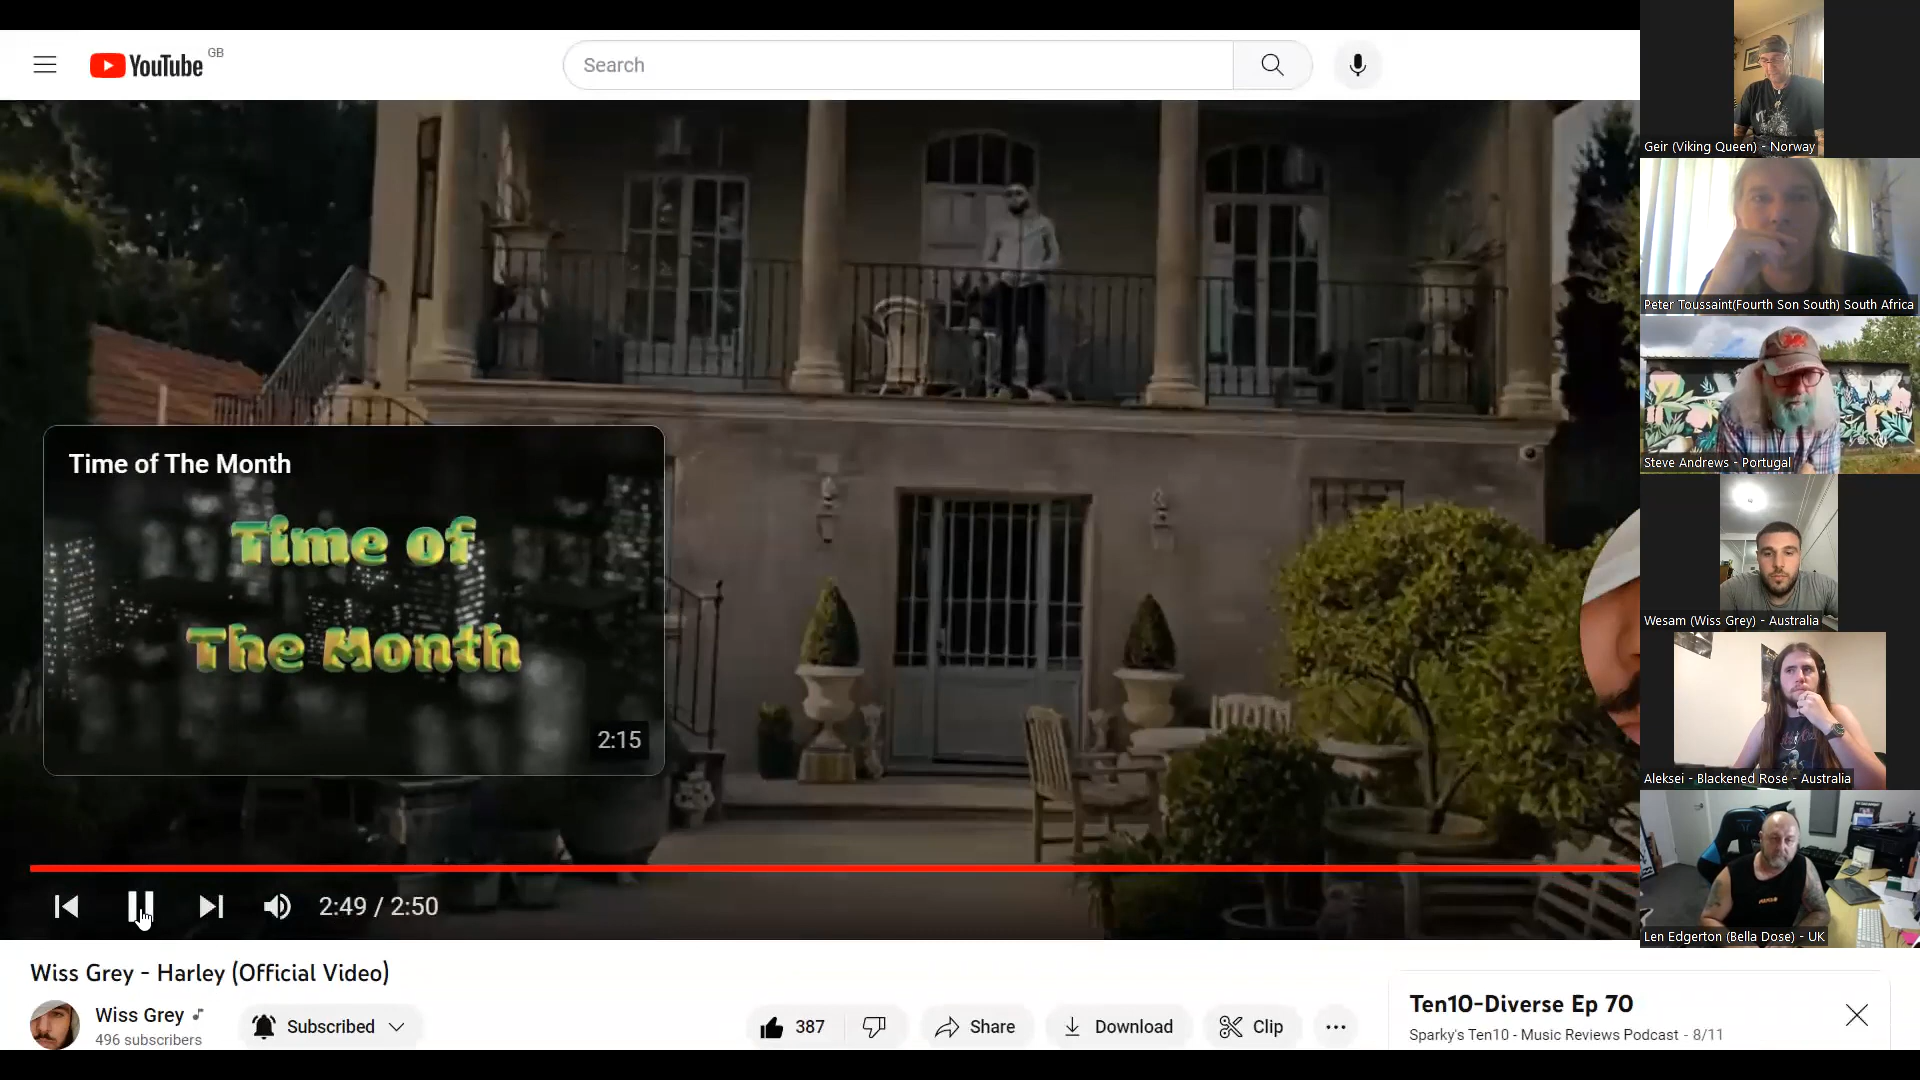 YouTube GB
Search
Geir (Viking Queen) - Norway
Peter Toussaint(Fourth Son South) South Africa
Steve Andrews - Portugal
Wesam (Wiss Grey) - Australia
Aleksei - Blackened Rose - Australia
Len Edgerton (Bella Dose) - UK
Time of The Month
Time of
The Month
2:15
2:49 / 2:50
Wiss Grey - Harley (Official Video)
Wiss Grey
496 subscribers
Subscribed
387
Share
Download
Clip
Ten10-Diverse Ep 70
Sparky's Ten10 - Music Reviews Podcast - 8/11